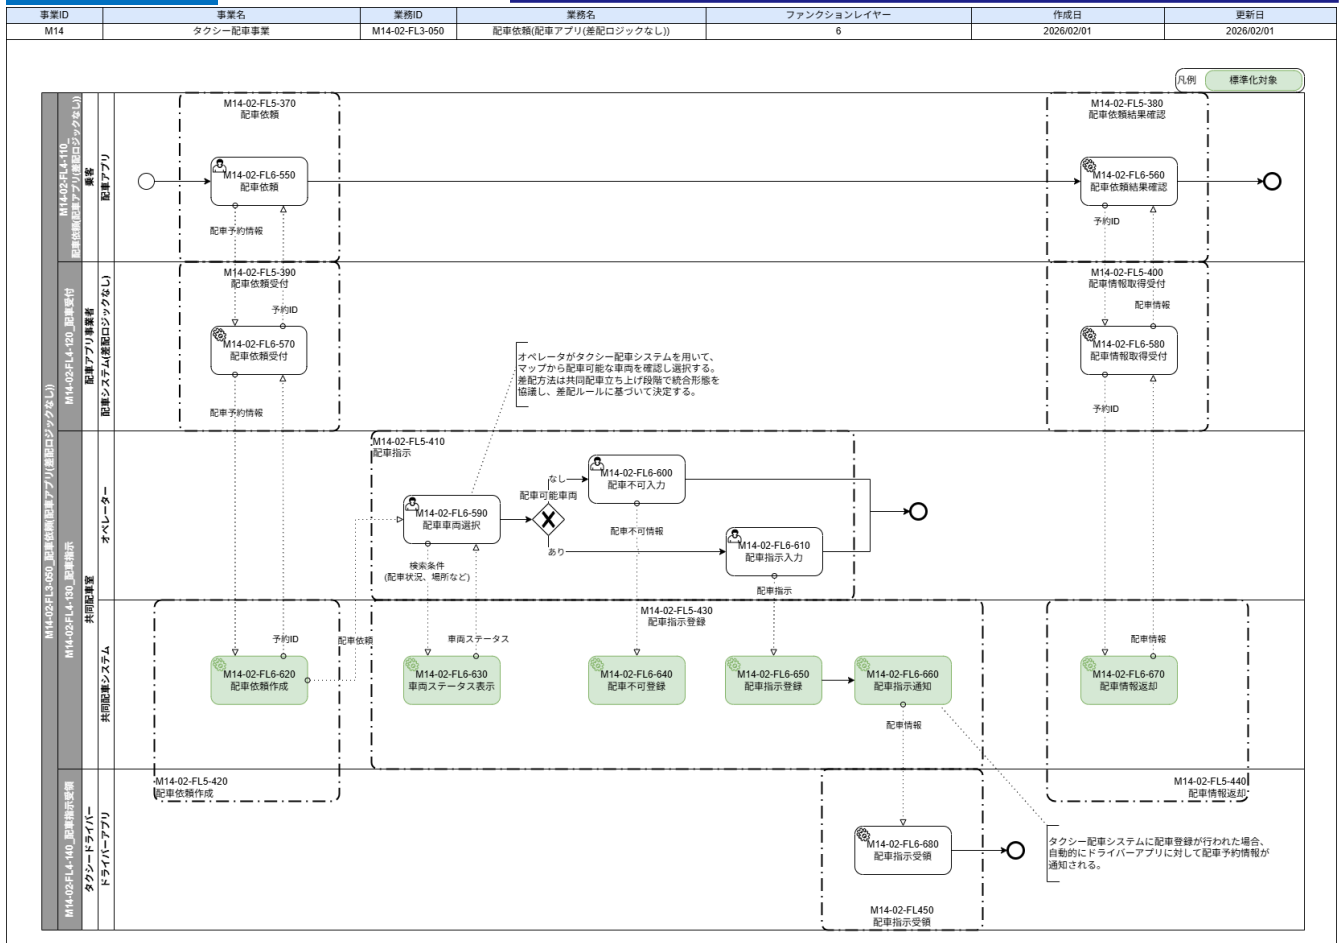 事業ID 事業名 業務ID 業務名 ファンクションレイヤー 作成日 更新日
M14 タクシー配車事業 M14-02-FL3-050 配車依頼(配車アプリ(差配ロジックなし)) 6 2026/02/01 2026/02/01
凡例 標準化対象
M14-02-FL3-050_配車依頼(配車アプリ(差配ロジックなし))
M14-02-FL4-110_
配車依頼(配車アプリ(差配ロジックなし))
乗客
配車アプリ
M14-02-FL5-370
配車依頼
M14-02-FL6-550
配車依頼
配車予約情報
M14-02-FL5-380
配車依頼結果確認
M14-02-FL6-560
配車依頼結果確認
予約ID
M14-02-FL4-120_配車受付
配車アプリ事業者
配車システム(差配ロジックなし)
M14-02-FL5-390
配車依頼受付
予約ID
M14-02-FL6-570
配車依頼受付
配車予約情報
M14-02-FL5-400
配車情報取得受付
配車情報
M14-02-FL6-580
配車情報取得受付
予約ID
オペレータがタクシー配車システムを用いて、
マップから配車可能な車両を確認し選択する。
差配方法は共同配車立ち上げ段階で統合形態を
協議し、差配ルールに基づいて決定する。
M14-02-FL4-130_配車指示
共同配車室
オペレーター
M14-02-FL5-410
配車指示
M14-02-FL6-590
配車車両選択
配車可能車両
なし
あり
M14-02-FL6-600
配車不可入力
配車不可情報
M14-02-FL6-610
配車指示入力
配車指示
検索条件
(配車状況、場所など)
共同配車システム
予約ID
M14-02-FL6-620
配車依頼作成
配車依頼
M14-02-FL5-420
配車依頼作成
M14-02-FL5-430
配車指示登録
車両ステータス
M14-02-FL6-630
車両ステータス表示
M14-02-FL6-640
配車不可登録
M14-02-FL6-650
配車指示登録
M14-02-FL6-660
配車指示通知
配車情報
配車情報
M14-02-FL6-670
配車情報返却
M14-02-FL5-440
配車情報返却
M14-02-FL4-140_配車指示受領
タクシードライバー
ドライバーアプリ
M14-02-FL6-680
配車指示受領
M14-02-FL450
配車指示受領
タクシー配車システムに配車登録が行われた場合、
自動的にドライバーアプリに対して配車予約情報が
通知される。